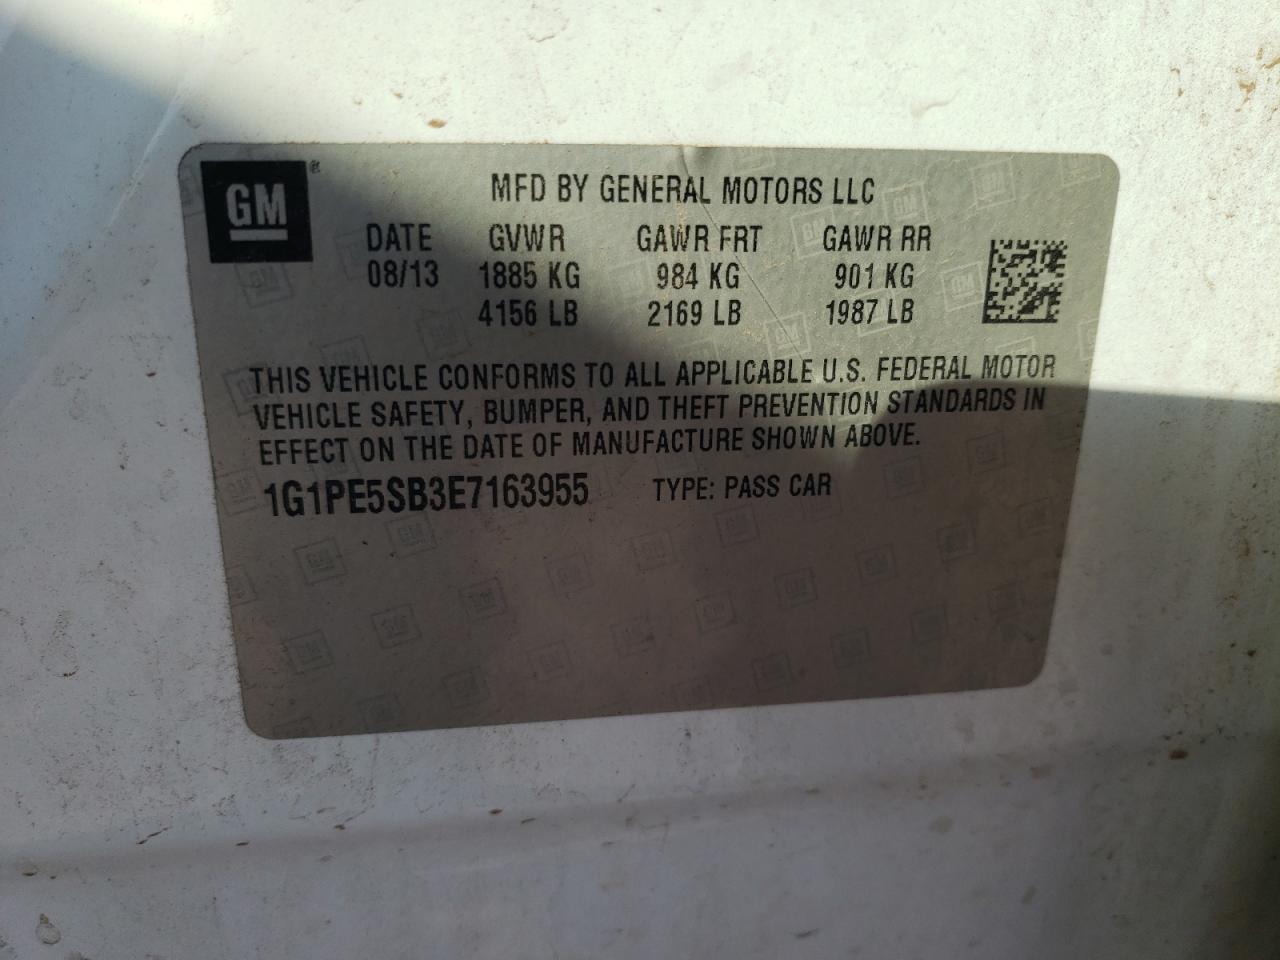 GM®
MFD BY GENERAL MOTORS LLC
DATE GVWR GAWR FRT GAWR RR
08/13 1885 KG 984 KG 901 KG
4156 LB 2169 LB 1987 LB
THIS VEHICLE CONFORMS TO ALL APPLICABLE U.S. FEDERAL MOTOR
VEHICLE SAFETY, BUMPER, AND THEFT PREVENTION STANDARDS IN
EFFECT ON THE DATE OF MANUFACTURE SHOWN ABOVE.
1G1PE5SB3E7163955 TYPE: PASS CAR